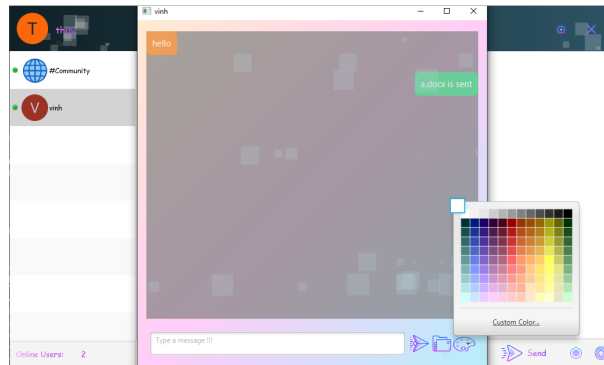 vinh
T
hello
#Community
a.docx is sent
V
vinh
Custom Color...
Type a message !!!
Online Users: 2
Send